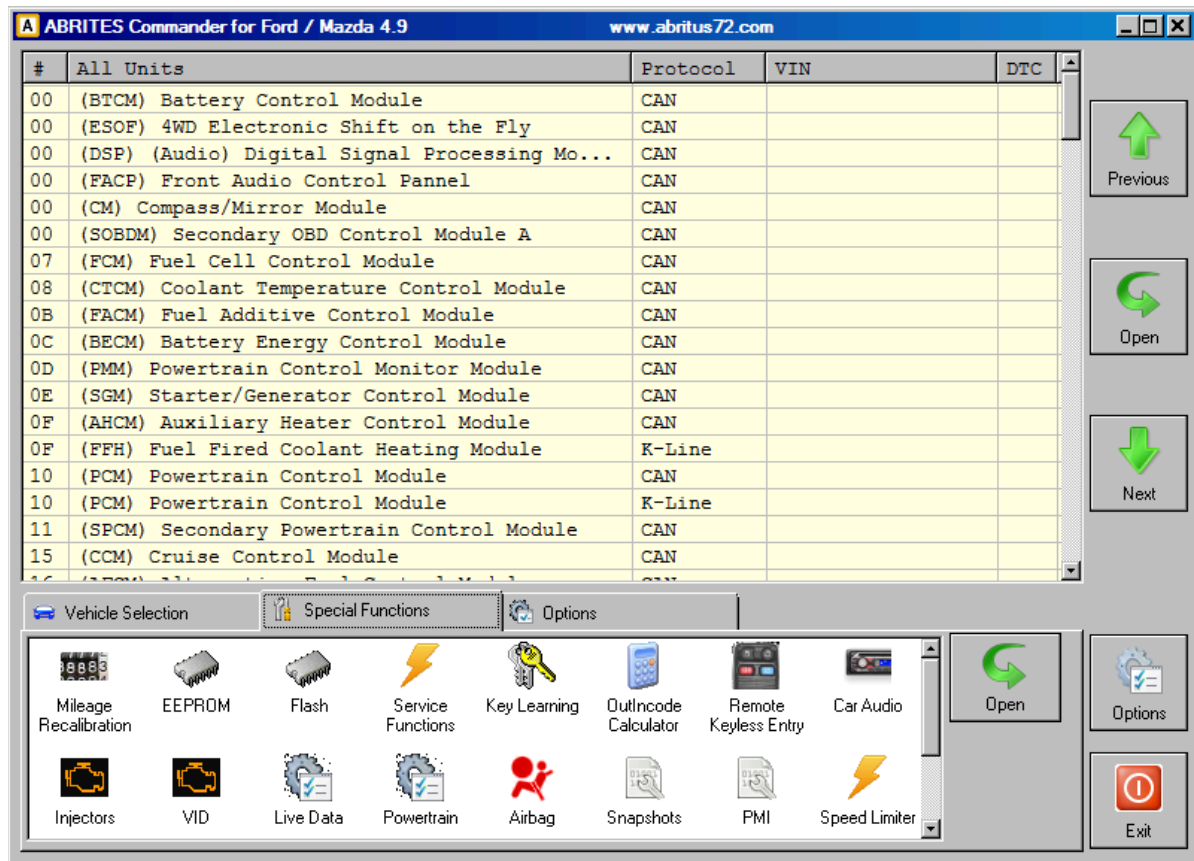 A ABRITES Commander for Ford / Mazda 4.9 www.abritus72.com
# All Units Protocol VIN DTC
00 (BTCM) Battery Control Module CAN
00 (ESOF) 4WD Electronic Shift on the Fly CAN
00 (DSP) (Audio) Digital Signal Processing Mo... CAN
00 (FACP) Front Audio Control Pannel CAN
00 (CM) Compass/Mirror Module CAN
00 (SOBDM) Secondary OBD Control Module A CAN
07 (FCM) Fuel Cell Control Module CAN
08 (CTCM) Coolant Temperature Control Module CAN
0B (FACM) Fuel Additive Control Module CAN
0C (BECM) Battery Energy Control Module CAN
0D (PMM) Powertrain Control Monitor Module CAN
0E (SGM) Starter/Generator Control Module CAN
0F (AHCM) Auxiliary Heater Control Module CAN
0F (FFH) Fuel Fired Coolant Heating Module K-Line
10 (PCM) Powertrain Control Module CAN
10 (PCM) Powertrain Control Module K-Line
11 (SPCM) Secondary Powertrain Control Module CAN
15 (CCM) Cruise Control Module CAN
Previous
Open
Next
Vehicle Selection Special Functions Options
Mileage EEPROM Flash Service Key Learning OutIncode Remote Car Audio
Recalibration Functions Calculator Keyless Entry
Open
Options
Injectors VID Live Data Powertrain Airbag Snapshots PMI Speed Limiter
Exit